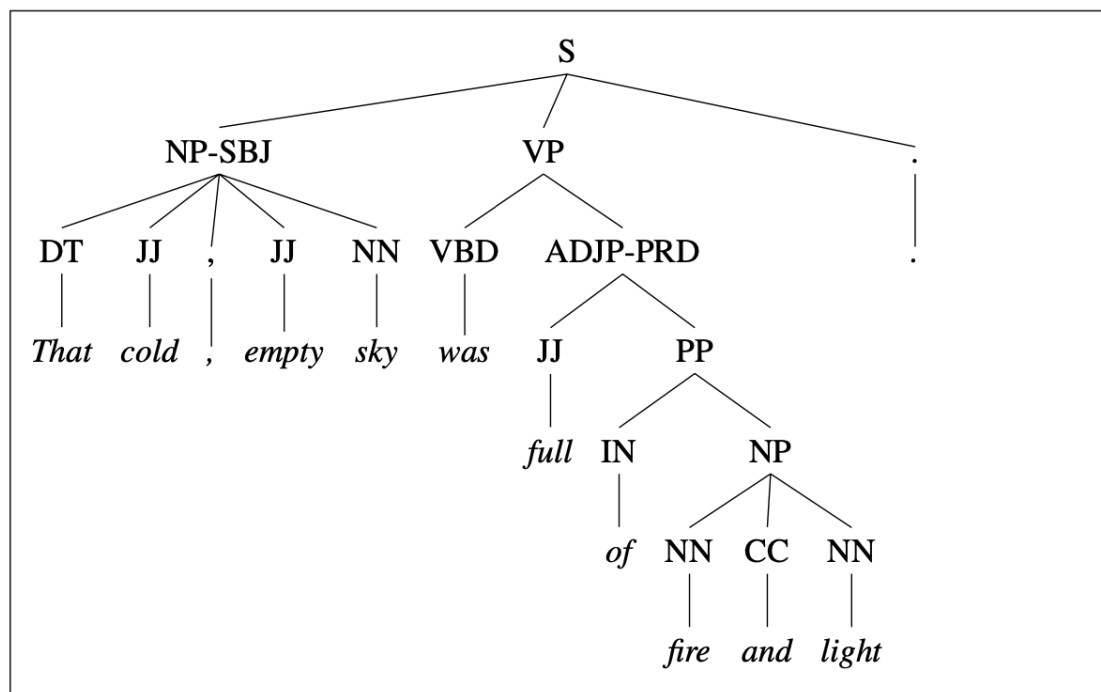 S
NP-SBJ VP .
DT JJ , JJ NN VBD ADJP-PRD .
That cold , empty sky was JJ PP
full IN NP
of NN CC NN
fire and light